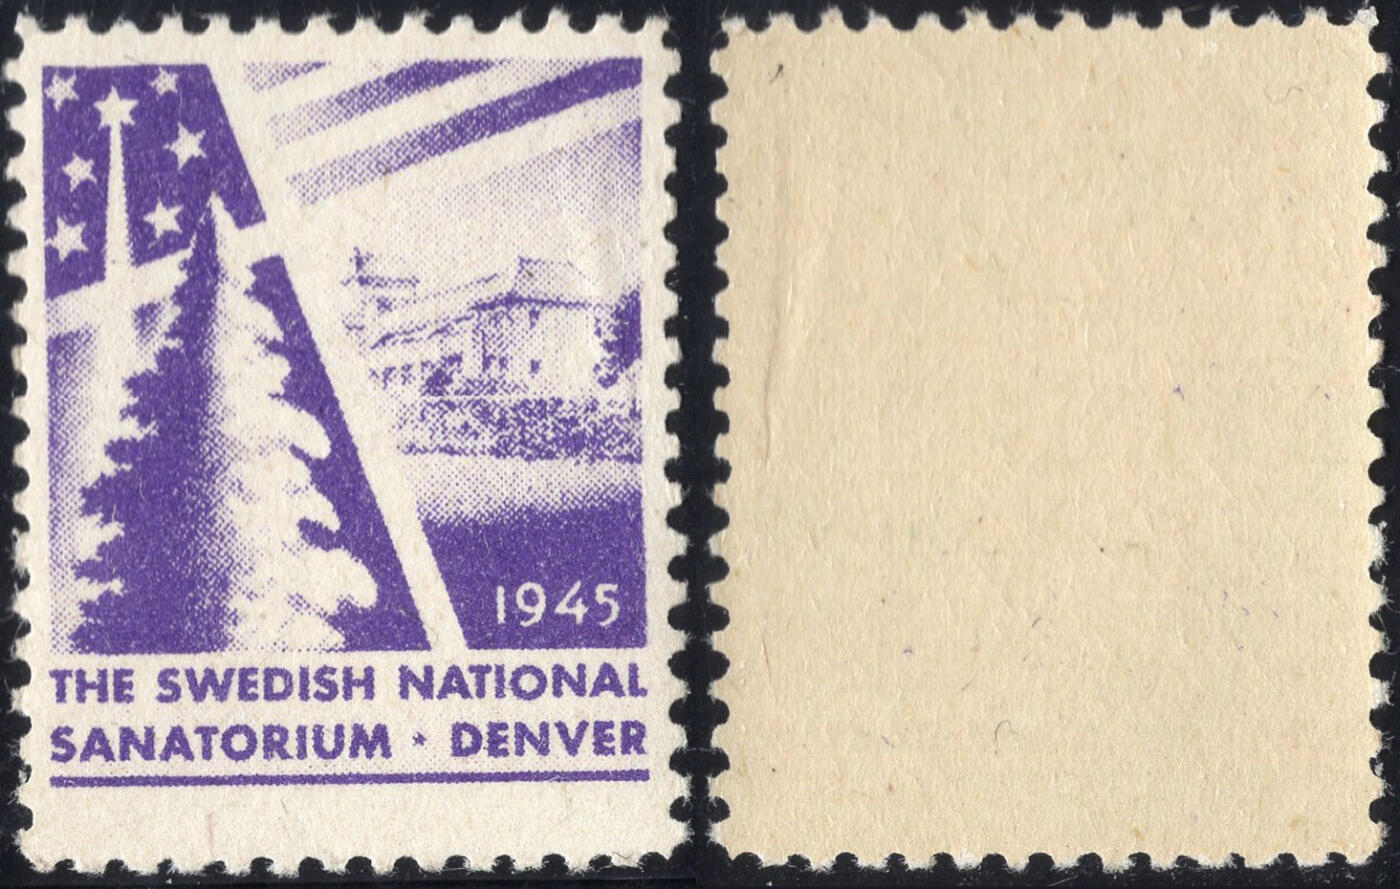 1945
THE SWEDISH NATIONAL
SANATORIUM · DENVER